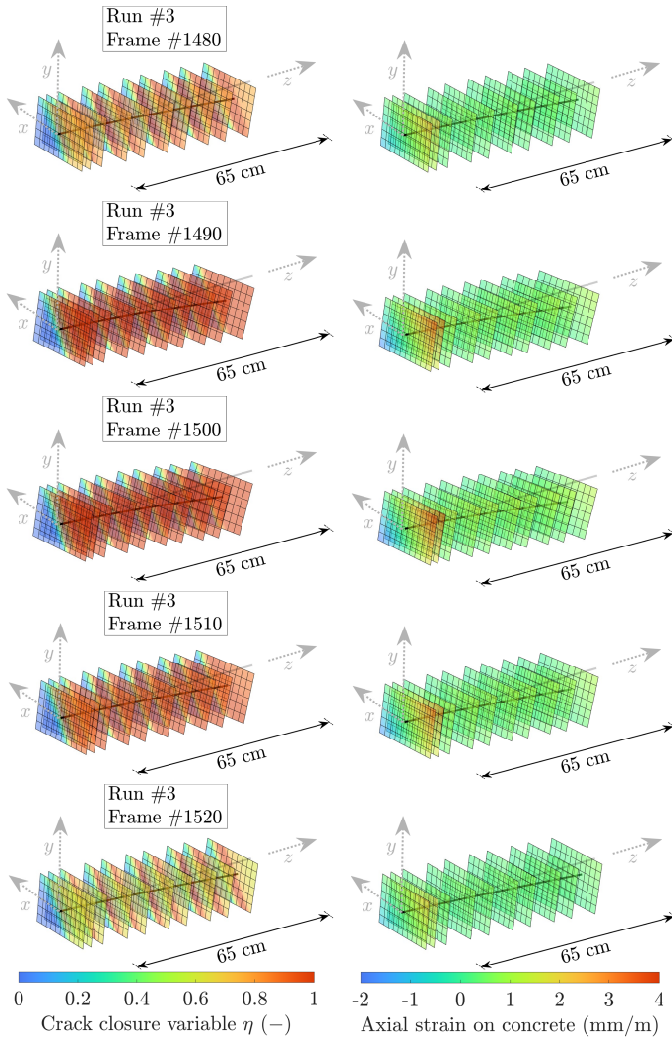 Run #3
Frame #1480
y
x
z
65 cm
x
z
65 cm
Run #3
Frame #1490
y
x
z
65 cm
x
z
65 cm
Run #3
Frame #1500
y
x
z
65 cm
x
z
65 cm
Run #3
Frame #1510
y
x
z
65 cm
y
x
z
65 cm
Run #3
Frame #1520
y
x
z
65 cm
y
x
z
65 cm
0 0.2 0.4 0.6 0.8 1
Crack closure variable η (−)
-2 -1 0 1 2 3 4
Axial strain on concrete (mm/m)